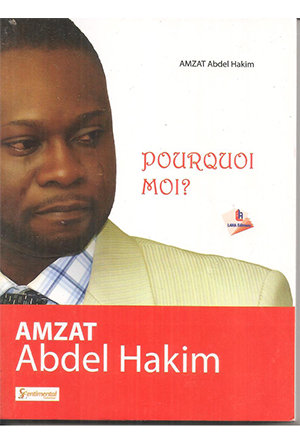 AMZAT Abdel Hakim
POURQUOI
MOI?
LAHA Editions
AMZAT
Abdel Hakim
Sentimental